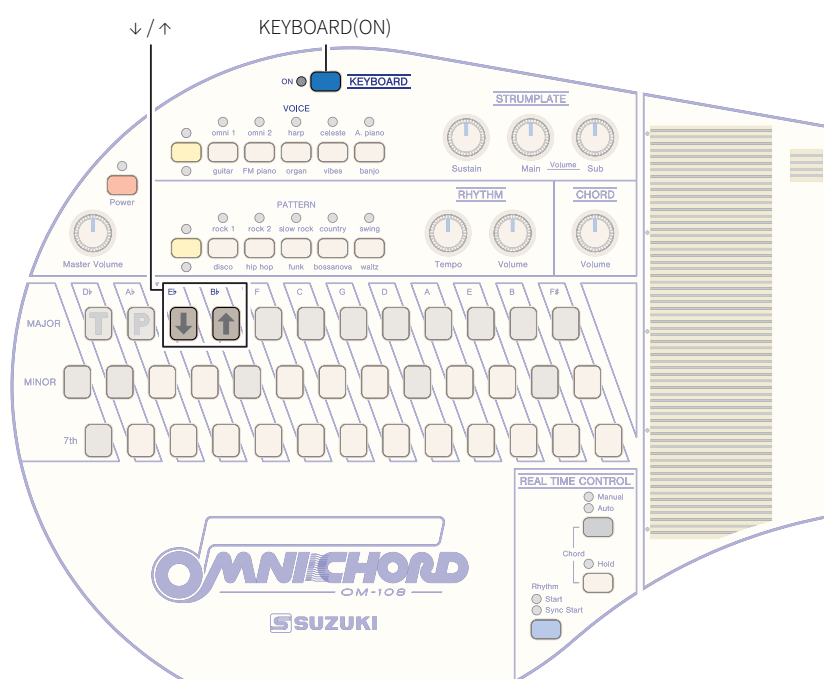 ↓ / ↑
KEYBOARD(ON)
ON
KEYBOARD
VOICE
omni 1 omni 2 harp celeste A. piano
guitar FM piano organ vibes banjo
STRUMPLATE
Sustain Main Volume Sub
Power
Master Volume
PATTERN
rock 1 rock 2 slow rock country swing
disco hip hop funk bossanova waltz
RHYTHM
Tempo Volume
CHORD
Volume
D♭ A♭ E♭ B♭ F C G D A E B F#
MAJOR
T P ↓ ↑
MINOR
7th
REAL TIME CONTROL
Manual
Auto
Chord
Hold
Rhythm
Start
Sync Start
OMNICHORD
OM-108
SUZUKI